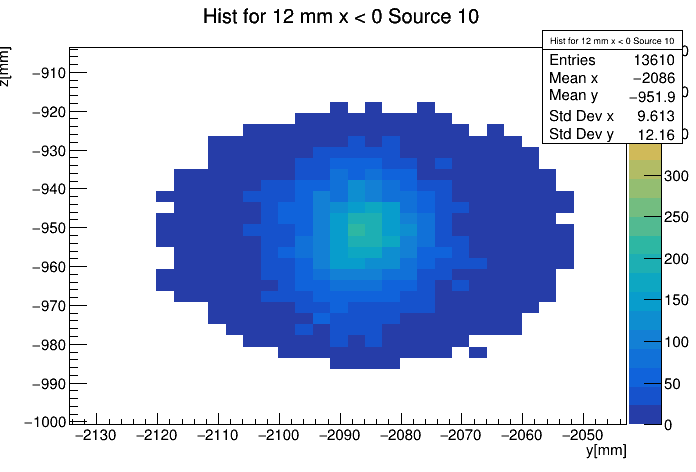 Hist for 12 mm x < 0 Source 10
z[mm]
Hist for 12 mm x < 0 Source 10
Entries 13610
Mean x −2086
Mean y −951.9
Std Dev x 9.613
Std Dev y 12.16
−910
−920
−930
−940
−950
−960
−970
−980
−990
−1000
−2130 −2120 −2110 −2100 −2090 −2080 −2070 −2060 −2050
y[mm]
300
250
200
150
100
50
0